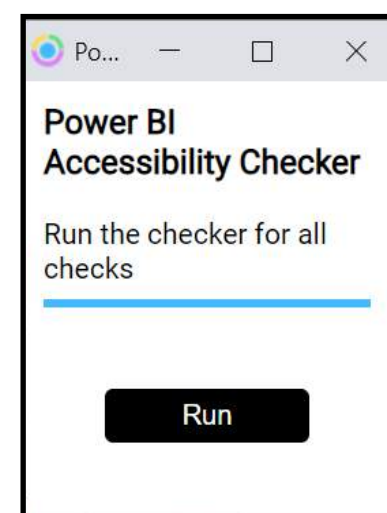 Po...
Power BI
Accessibility Checker
Run the checker for all
checks
Run